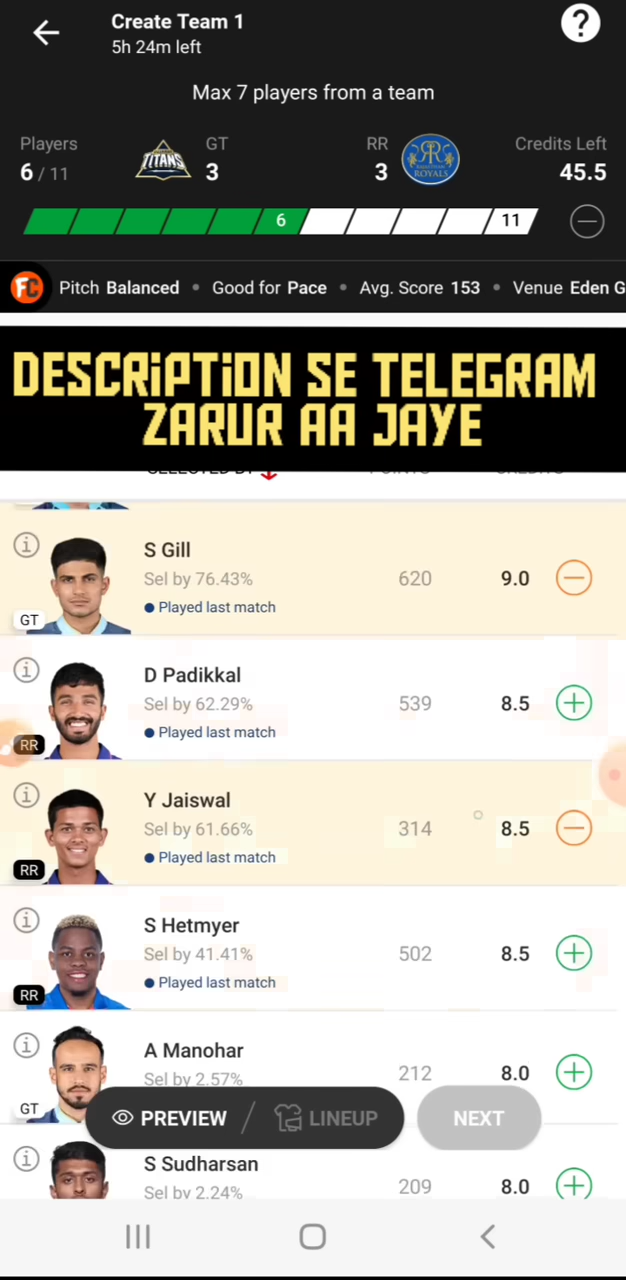 Create Team 1
5h 24m left
?
Max 7 players from a team
Players GT RR Credits Left
6 / 11 TITANS 3 3 ROYALS 45.5
6 11
FC Pitch Balanced • Good for Pace • Avg. Score 153 • Venue Eden G
DESCRiPTiON SE TELEGRAM
ZARUR AA JAYE
S Gill
Sel by 76.43% 620 9.0
Played last match
GT
D Padikkal
Sel by 62.29% 539 8.5
Played last match
RR
Y Jaiswal
Sel by 61.66% 314 8.5
Played last match
RR
S Hetmyer
Sel by 41.41% 502 8.5
Played last match
RR
A Manohar
Sel by 2.57% 212 8.0
GT
PREVIEW / LINEUP NEXT
S Sudharsan
Sel by 2.24% 209 8.0